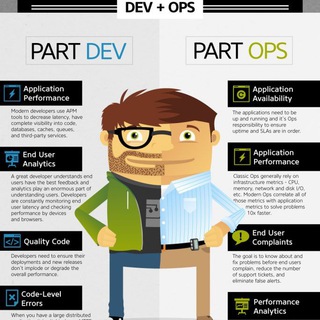 DEV + OPS
PART DEV
Application
Performance
Modern developers use APM
tools to decrease latency, have
complete visibility into code,
databases, caches, queues,
and third-party services.
End User
Analytics
A great developer understands end
users have the best feedback and
analytics play an enormous part of
understanding users. Developers
are constantly monitoring end
user latency and checking
performance by devices
and browsers.
Quality Code
Developers need to ensure their
deployments and new releases
don't implode or degrade the
overall performance.
Code-Level
Errors
When you have a large distributed
PART OPS
Application
Availability
The applications need to be
up and running and it's Ops
responsibility to ensure
uptime and SLAs are in order.
Application
Performance
Classic Ops generally rely on
infrastructure metrics - CPU,
memory, network and disk I/O,
etc. Modern Ops correlate all of
those metrics with application
metrics to solve problems
10x faster.
End User
Complaints
The goal is to know about and
fix problems before end users
complain, reduce the number
of support tickets, and
eliminate false alerts.
Performance
Analytics